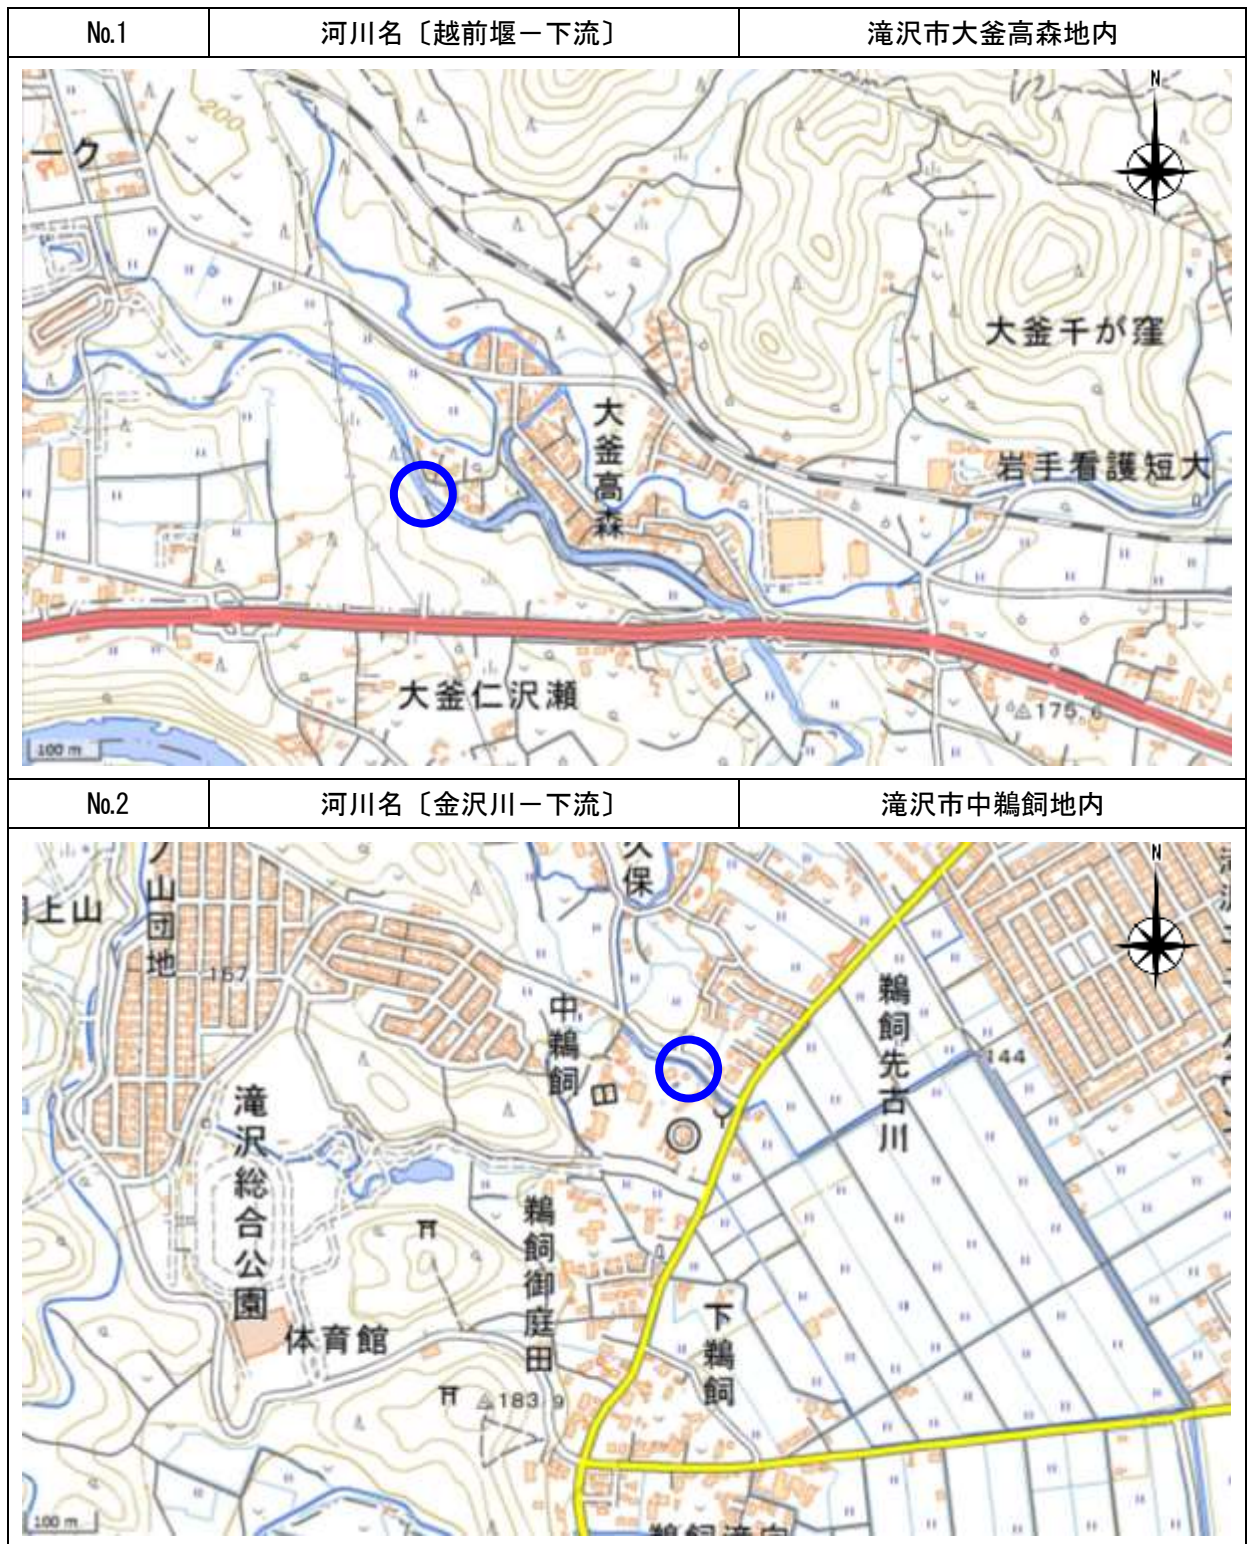 №1 河川名〔越前堰－下流〕 滝沢市大釜高森地内
N
200
ーク
大釜千が窪
大釜高森
岩手看護短大
大釜仁沢瀬
175.6
100 m
№2 河川名〔金沢川－下流〕 滝沢市中鵜飼地内
N
久保
上山
ノ山団地
167
中鵜飼
鵜飼先古川
144
滝沢総合公園
鵜飼御庭田
体育館
下鵜飼
183.9
100 m